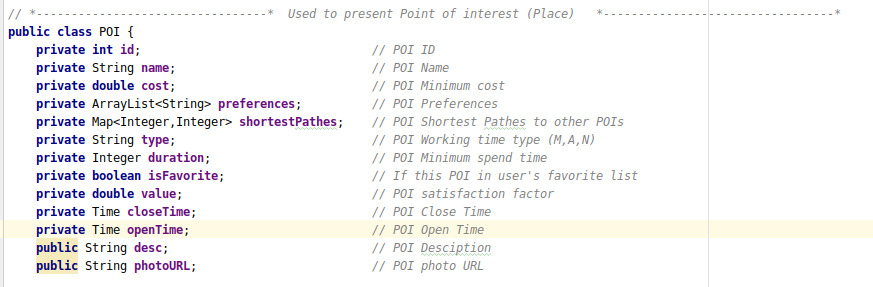 // *---------------------------------*  Used to present Point of interest (Place)   *---------------------------------*
public class POI {
    private int id;                                 // POI ID
    private String name;                            // POI Name
    private double cost;                            // POI Minimum cost
    private ArrayList<String> preferences;          // POI Preferences
    private Map<Integer,Integer> shortestPathes;    // POI Shortest Pathes to other POIs
    private String type;                            // POI Working time type (M,A,N)
    private Integer duration;                       // POI Minimum spend time
    private boolean isFavorite;                     // If this POI in user's favorite list
    private double value;                           // POI satisfaction factor
    private Time closeTime;                         // POI Close Time
    private Time openTime;                          // POI Open Time
    public String desc;                             // POI Desciption
    public String photoURL;                         // POI photo URL